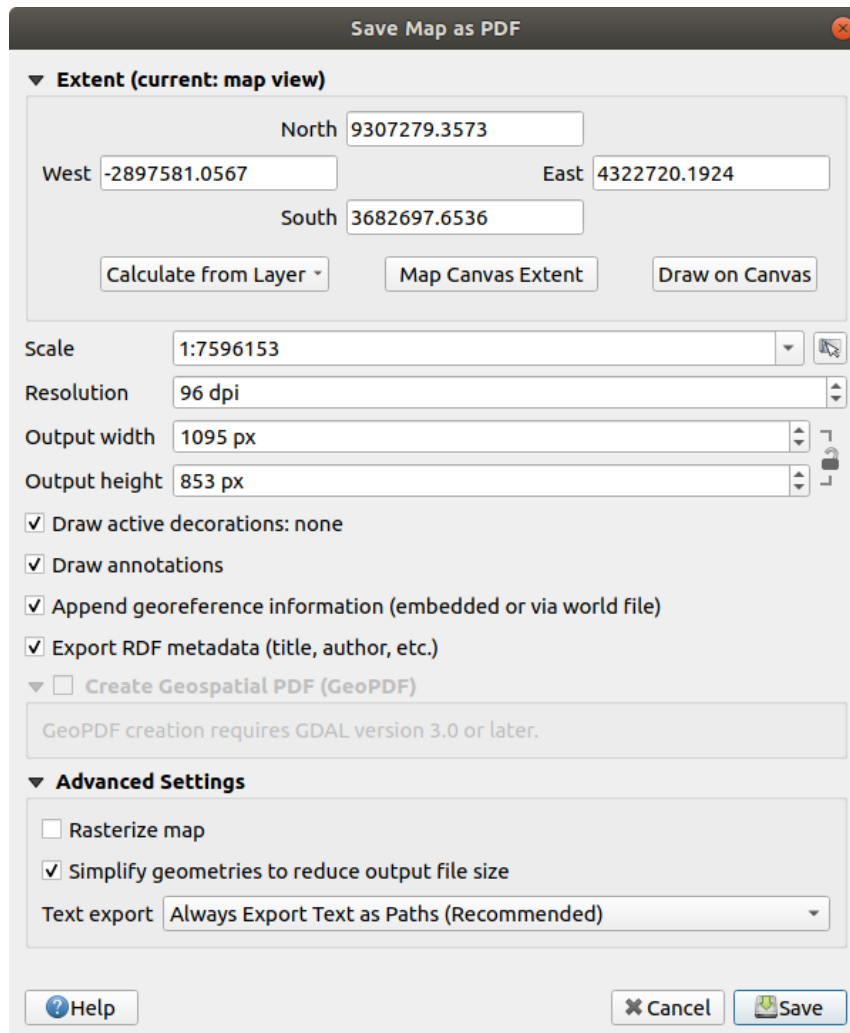 Save Map as PDF
Extent (current: map view)
North 9307279.3573
West -2897581.0567 East 4322720.1924
South 3682697.6536
Calculate from Layer Map Canvas Extent Draw on Canvas
Scale 1:7596153
Resolution 96 dpi
Output width 1095 px
Output height 853 px
Draw active decorations: none
Draw annotations
Append georeference information (embedded or via world file)
Export RDF metadata (title, author, etc.)
Create Geospatial PDF (GeoPDF)
GeoPDF creation requires GDAL version 3.0 or later.
Advanced Settings
Rasterize map
Simplify geometries to reduce output file size
Text export Always Export Text as Paths (Recommended)
Help Cancel Save